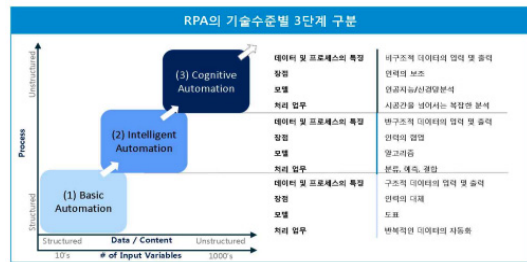 RPA의 기술수준별 3단계 구분
Unstructured
Process
Structured
(3) Cognitive
Automation
(2) Intelligent
Automation
(1) Basic
Automation
데이터 및 프로세스의 특징 비구조적 데이터의 입력 및 출력
장점 인력의 보조
모델 인공지능/신경망분석
처리 업무 시공간을 넘어서는 복잡한 분석
데이터 및 프로세스의 특징 반구조적 데이터의 입력 및 출력
장점 인력의 협업
모델 알고리즘
처리 업무 분류, 예측, 결합
데이터 및 프로세스의 특징 구조적 데이터의 입력 및 출력
장점 인력의 대체
모델 도표
처리 업무 반복적인 데이터의 자동화
Structured Data / Content Unstructured
10's # of Input Variables 1000's